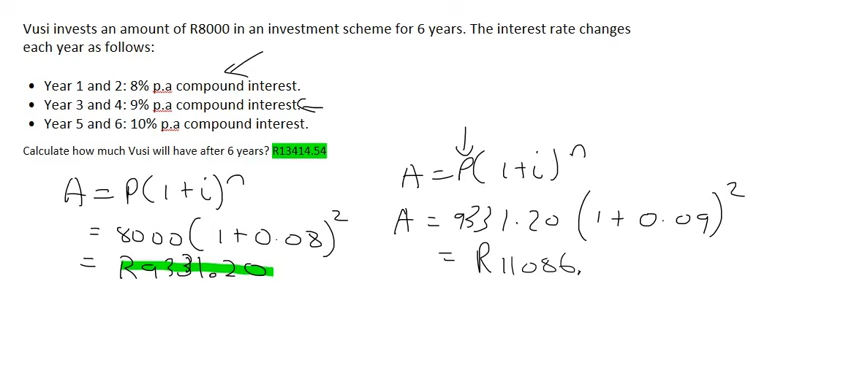 Vusi invests an amount of R8000 in an investment scheme for 6 years. The interest rate changes
each year as follows:
• Year 1 and 2: 8% p.a compound interest.
• Year 3 and 4: 9% p.a compound interest.
• Year 5 and 6: 10% p.a compound interest.
Calculate how much Vusi will have after 6 years? R13414.54
A = P(1+i)^n
= 8000(1+0.08)^2
= R9331.20
A = P(1+i)^n
A = 9331.20(1+0.09)^2
= R11086.